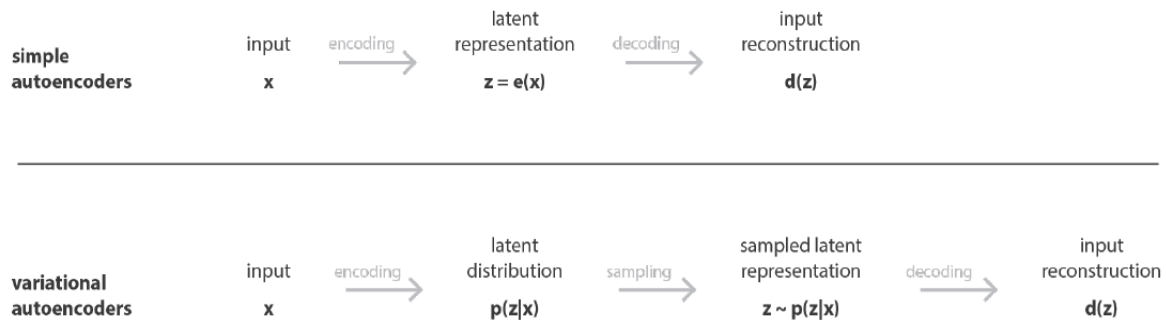 simple
autoencoders
input
x
encoding
latent
representation
z = e(x)
decoding
input
reconstruction
d(z)
variational
autoencoders
input
x
encoding
latent
distribution
p(z|x)
sampling
sampled latent
representation
z ~ p(z|x)
decoding
input
reconstruction
d(z)